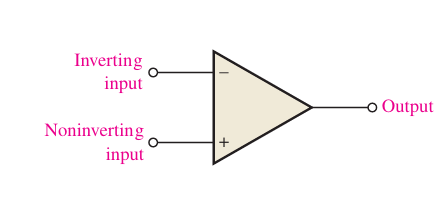 Inverting
input
−
Output
Noninverting
input
+